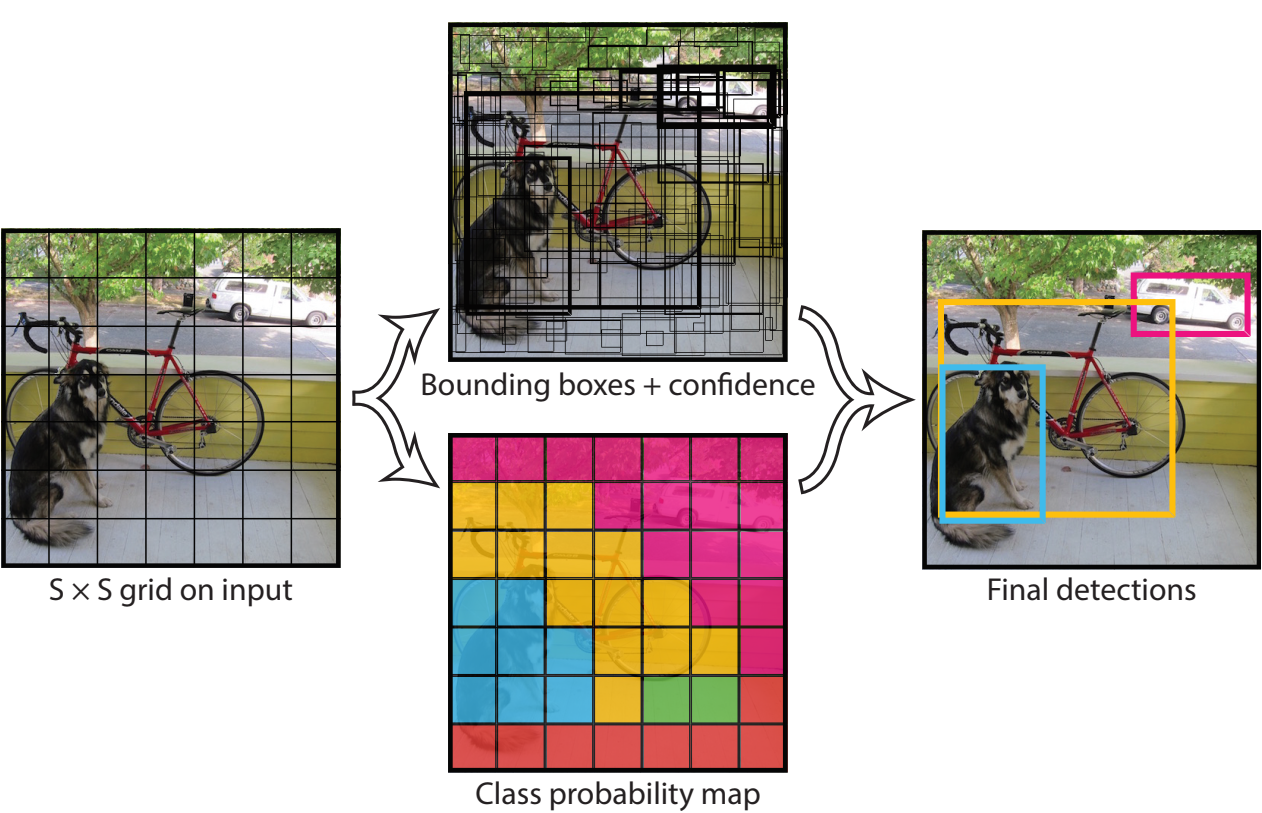 S × S grid on input
Bounding boxes + confidence
Class probability map
Final detections